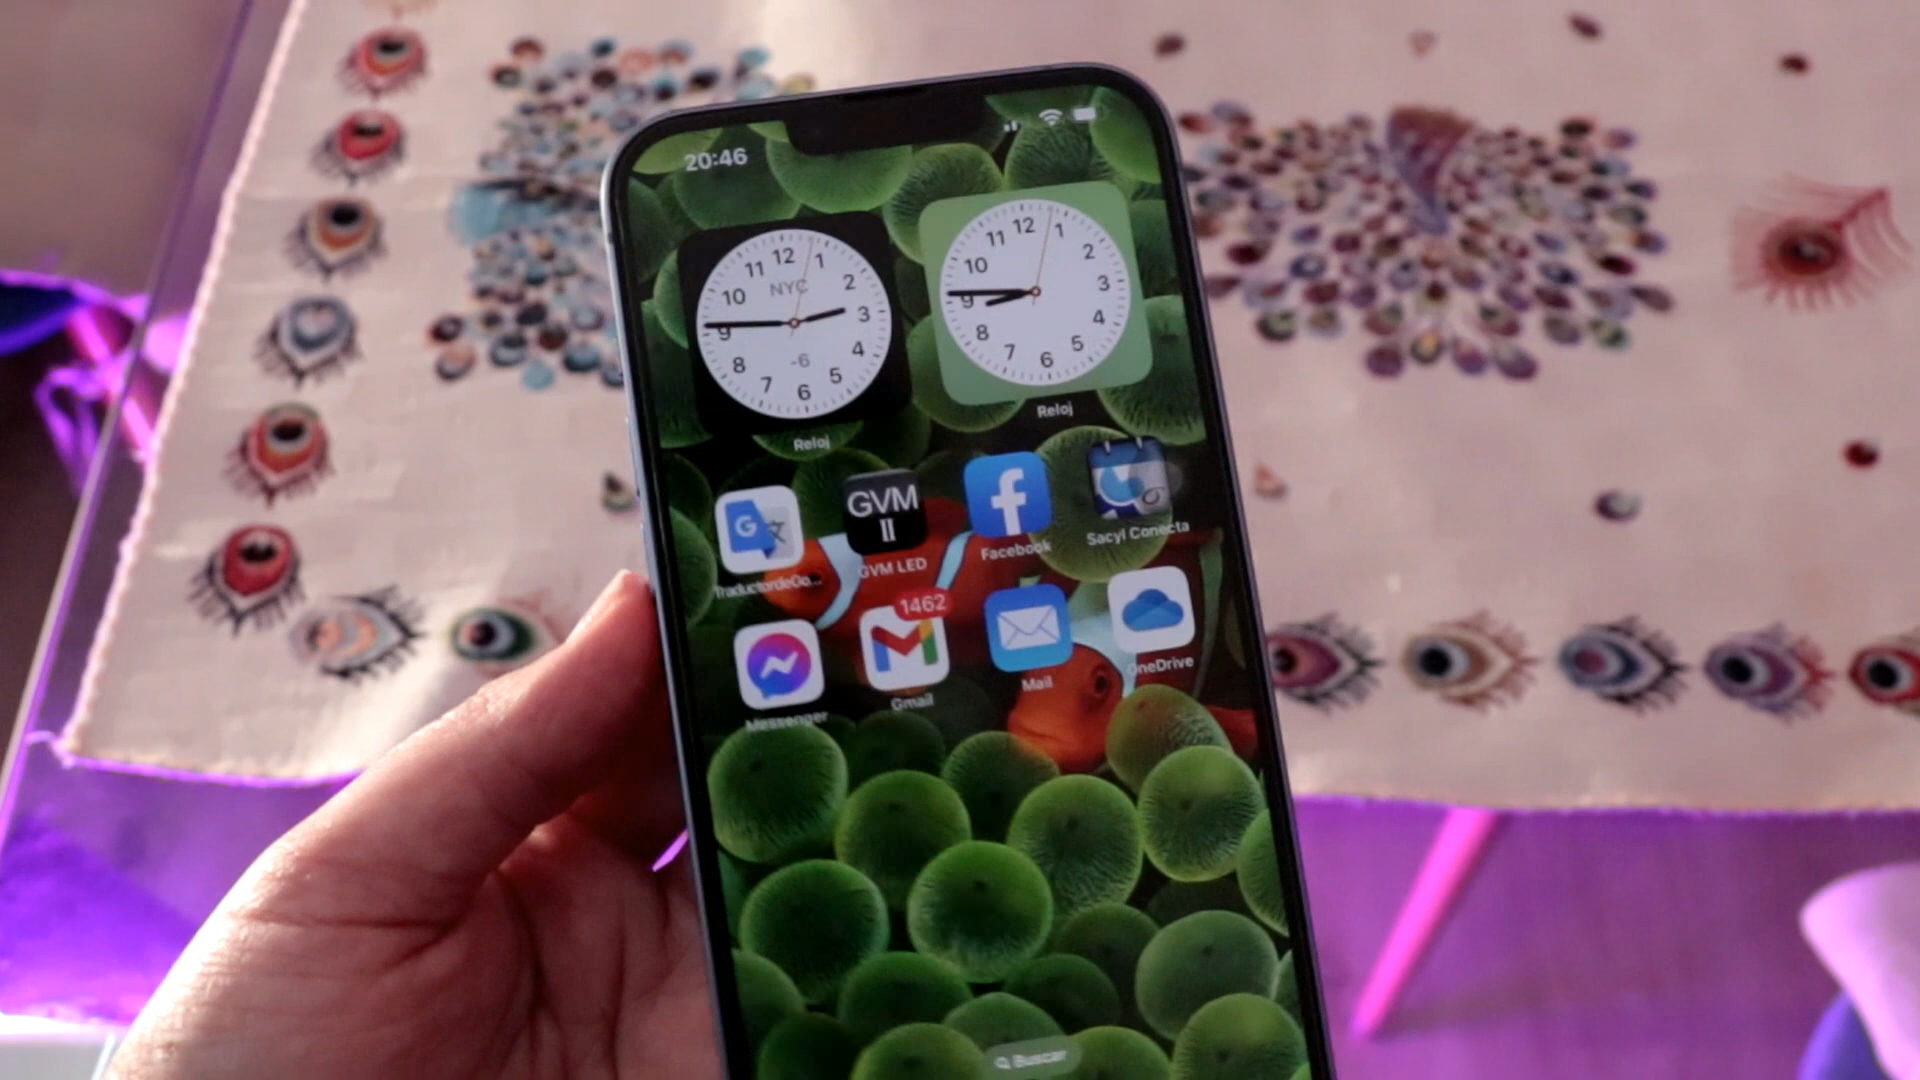 20:46
12
1
2
3
4
5
6
7
8
9
10
11
NYC
-6
12
1
2
3
4
5
6
7
8
9
10
11
Reloj
Reloj
G
GVM
II
f
TraductordeGo...
GVM LED
Facebook
Sacyl Conecta
1462
Messenger
Gmail
Mail
OneDrive
Buscar